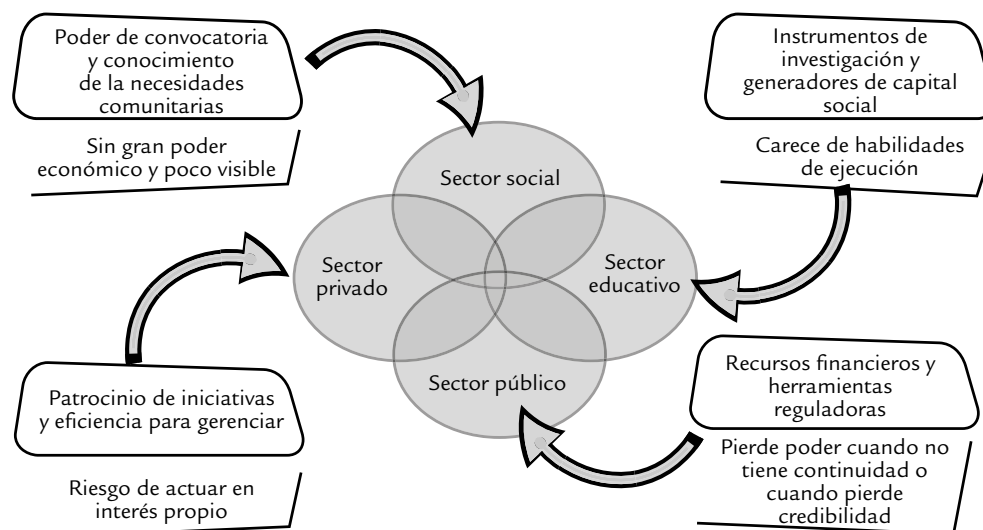 Poder de convocatoria
y conocimiento
de la necesidades
comunitarias
Sin gran poder
económico y poco visible
Instrumentos de
investigación y
generadores de capital
social
Carece de habilidades
de ejecución
Sector social
Sector
privado
Sector
educativo
Sector público
Patrocinio de iniciativas
y eficiencia para gerenciar
Riesgo de actuar en
interés propio
Recursos financieros y
herramientas
reguladoras
Pierde poder cuando no
tiene continuidad o
cuando pierde
credibilidad